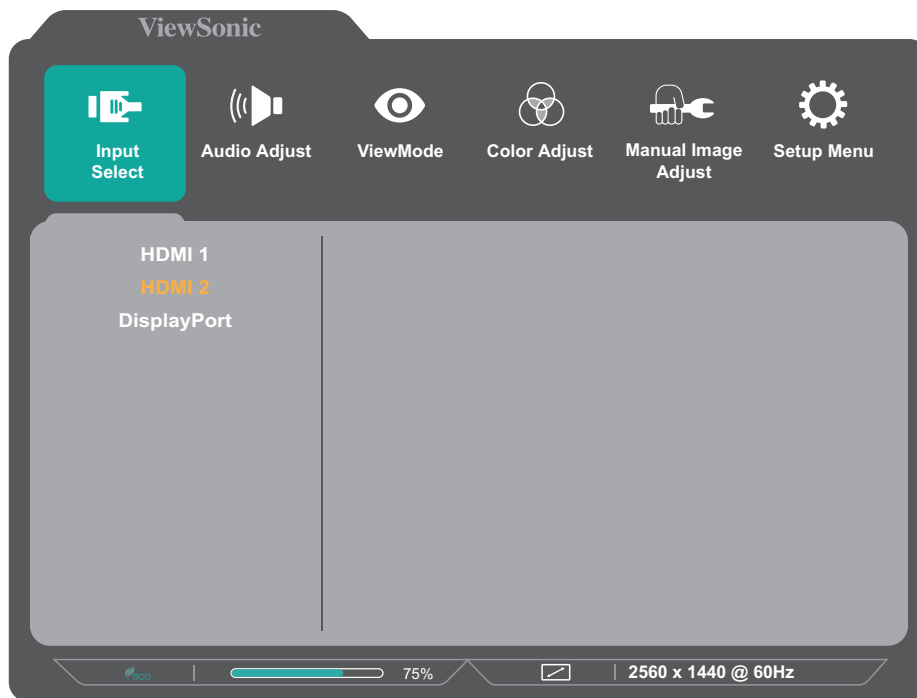 ViewSonic
Input
Select
Audio Adjust
ViewMode
Color Adjust
Manual Image
Adjust
Setup Menu
HDMI 1
HDMI 2
DisplayPort
eco
75%
2560 x 1440 @ 60Hz